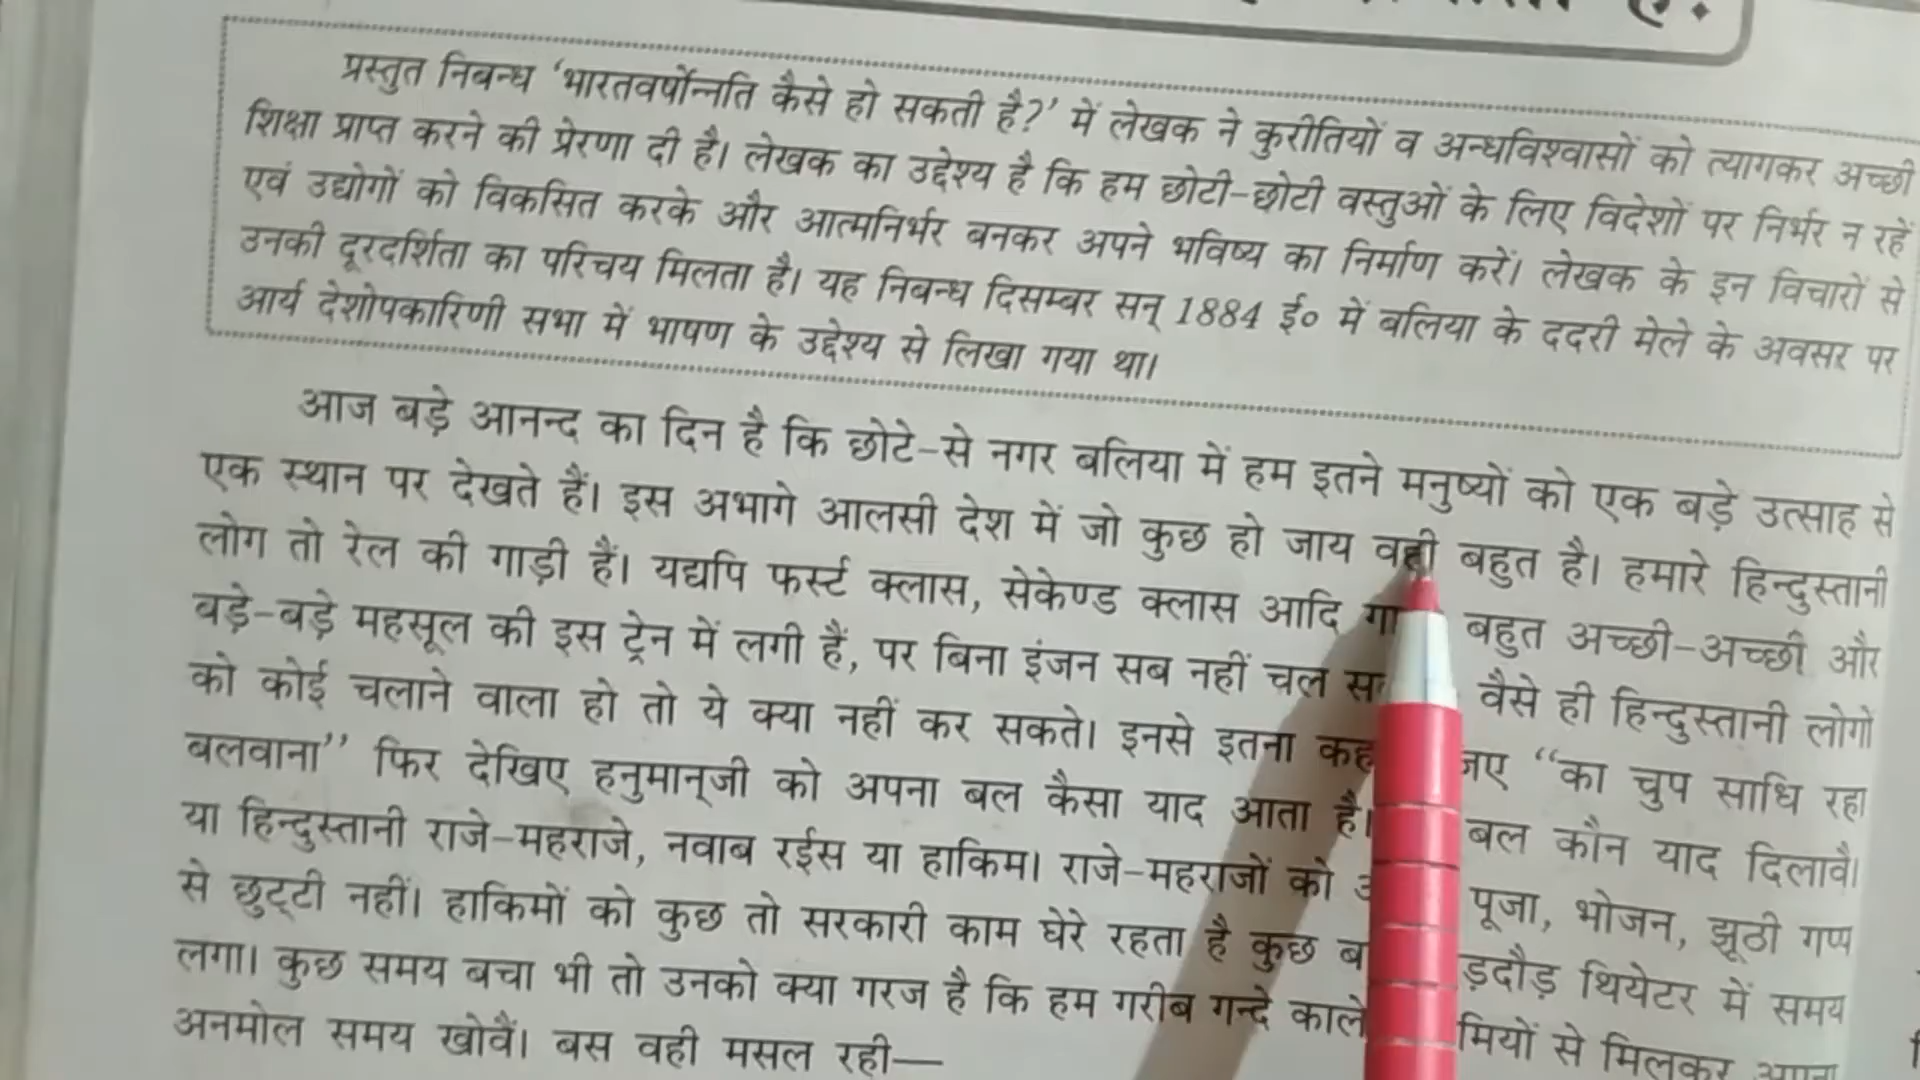 प्रस्तुत निबन्ध ‘भारतवर्षोन्नति कैसे हो सकती है?’ में लेखक ने कुरीतियों व अन्धविश्वासों को त्यागकर अच्छी
शिक्षा प्राप्त करने की प्रेरणा दी है। लेखक का उद्देश्य है कि हम छोटी-छोटी वस्तुओं के लिए विदेशों पर निर्भर न रहें
एवं उद्योगों को विकसित करके और आत्मनिर्भर बनकर अपने भविष्य का निर्माण करें। लेखक के इन विचारों से
उनकी दूरदर्शिता का परिचय मिलता है। यह निबन्ध दिसम्बर सन् 1884 ई० में बलिया के ददरी मेले के अवसर पर
आर्य देशोपकारिणी सभा में भाषण के उद्देश्य से लिखा गया था।
आज बड़े आनन्द का दिन है कि छोटे-से नगर बलिया में हम इतने मनुष्यों को एक बड़े उत्साह से
एक स्थान पर देखते हैं। इस अभागे आलसी देश में जो कुछ हो जाय वही बहुत है। हमारे हिन्दुस्तानी
लोग तो रेल की गाड़ी हैं। यद्यपि फर्स्ट क्लास, सेकेण्ड क्लास आदि बहुत अच्छी-अच्छी और
बड़े-बड़े महसूल की इस ट्रेन में लगी हैं, पर बिना इंजन सब नहीं चल वैसे ही हिन्दुस्तानी लोगों
को कोई चलाने वाला हो तो ये क्या नहीं कर सकते। इनसे इतना “का चुप साधि रहा
बलवाना” फिर देखिए हनुमान्‌जी को अपना बल कैसा याद आता है। बल कौन याद दिलावै।
या हिन्दुस्तानी राजे-महराजे, नवाब रईस या हाकिम। राजे-महराजों को पूजा, भोजन, झूठी गप्प
से छुट्टी नहीं। हाकिमों को कुछ तो सरकारी काम घेरे रहता है कुछ थियेटर में समय
लगा। कुछ समय बचा भी तो उनको क्या गरज है कि हम गरीब गन्दे काले से मिलकर अपना
अनमोल समय खोवैं। बस वही मसल रही—